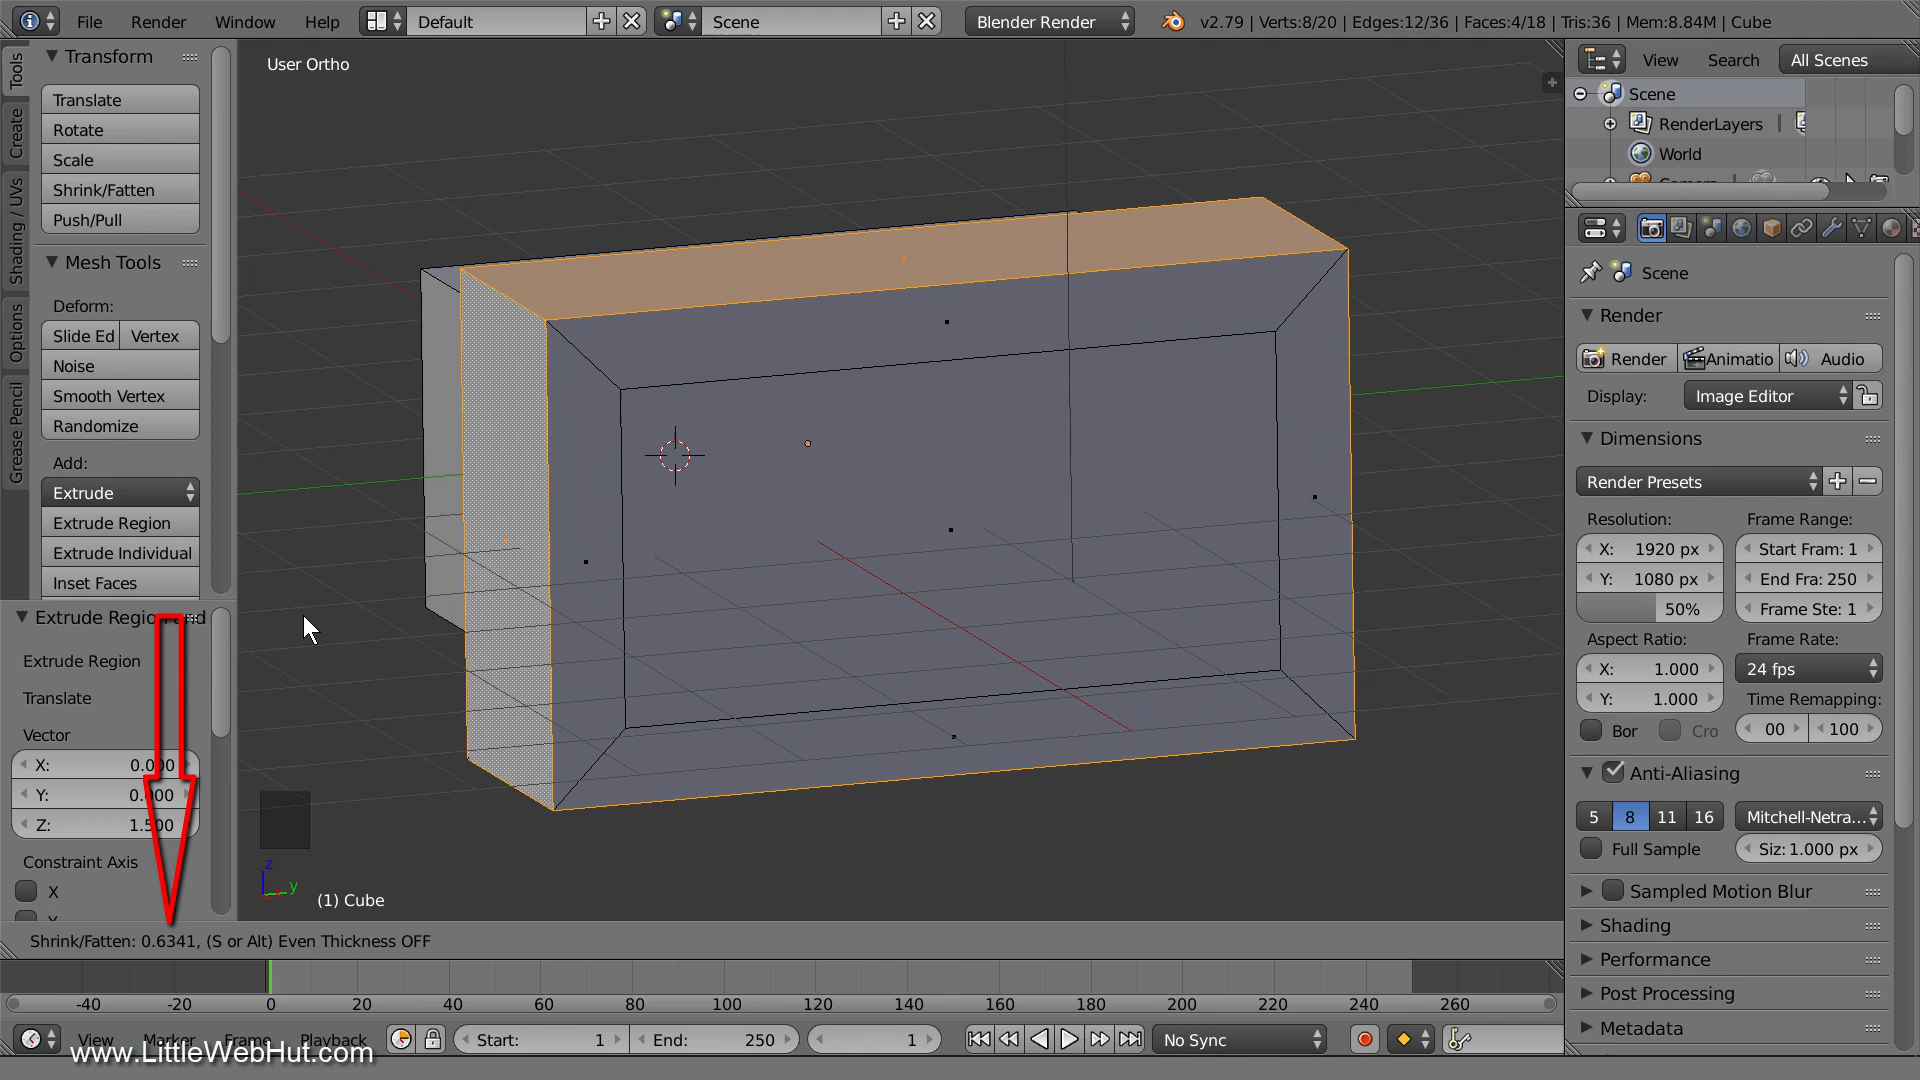 File Render Window Help Default Scene Blender Render v2.79 | Verts:8/20 | Edges:12/36 | Faces:4/18 | Tris:36 | Mem:8.84M | Cube
Tools
Create
Shading / UVs
Options
Grease Pencil
Transform
Translate
Rotate
Scale
Shrink/Fatten
Push/Pull
Mesh Tools
Deform:
Slide Ed Vertex
Noise
Smooth Vertex
Randomize
Add:
Extrude
Extrude Region
Extrude Individual
Inset Faces
Extrude Region
Extrude Region
Translate
Vector
X: 0.000
Y: 0.000
Z: 1.500
Constraint Axis
X
User Ortho
z
y
(1) Cube
Shrink/Fatten: 0.6341, (S or Alt) Even Thickness OFF
-40 -20 0 20 40 60 80 100 120 140 160 180 200 220 240 260
View Marker Frame Playback Start: 1 End: 250 1 No Sync
www.LittleWebHut.com
View Search All Scenes
Scene
RenderLayers
World
Scene
Render
Render Animatio Audio
Display: Image Editor
Dimensions
Render Presets
Resolution: Frame Range:
X: 1920 px Start Fram: 1
Y: 1080 px End Fra: 250
50% Frame Ste: 1
Aspect Ratio: Frame Rate:
X: 1.000 24 fps
Y: 1.000 Time Remapping:
Bor Cro 00 100
Anti-Aliasing
5 8 11 16 Mitchell-Netra...
Full Sample Siz: 1.000 px
Sampled Motion Blur
Shading
Performance
Post Processing
Metadata